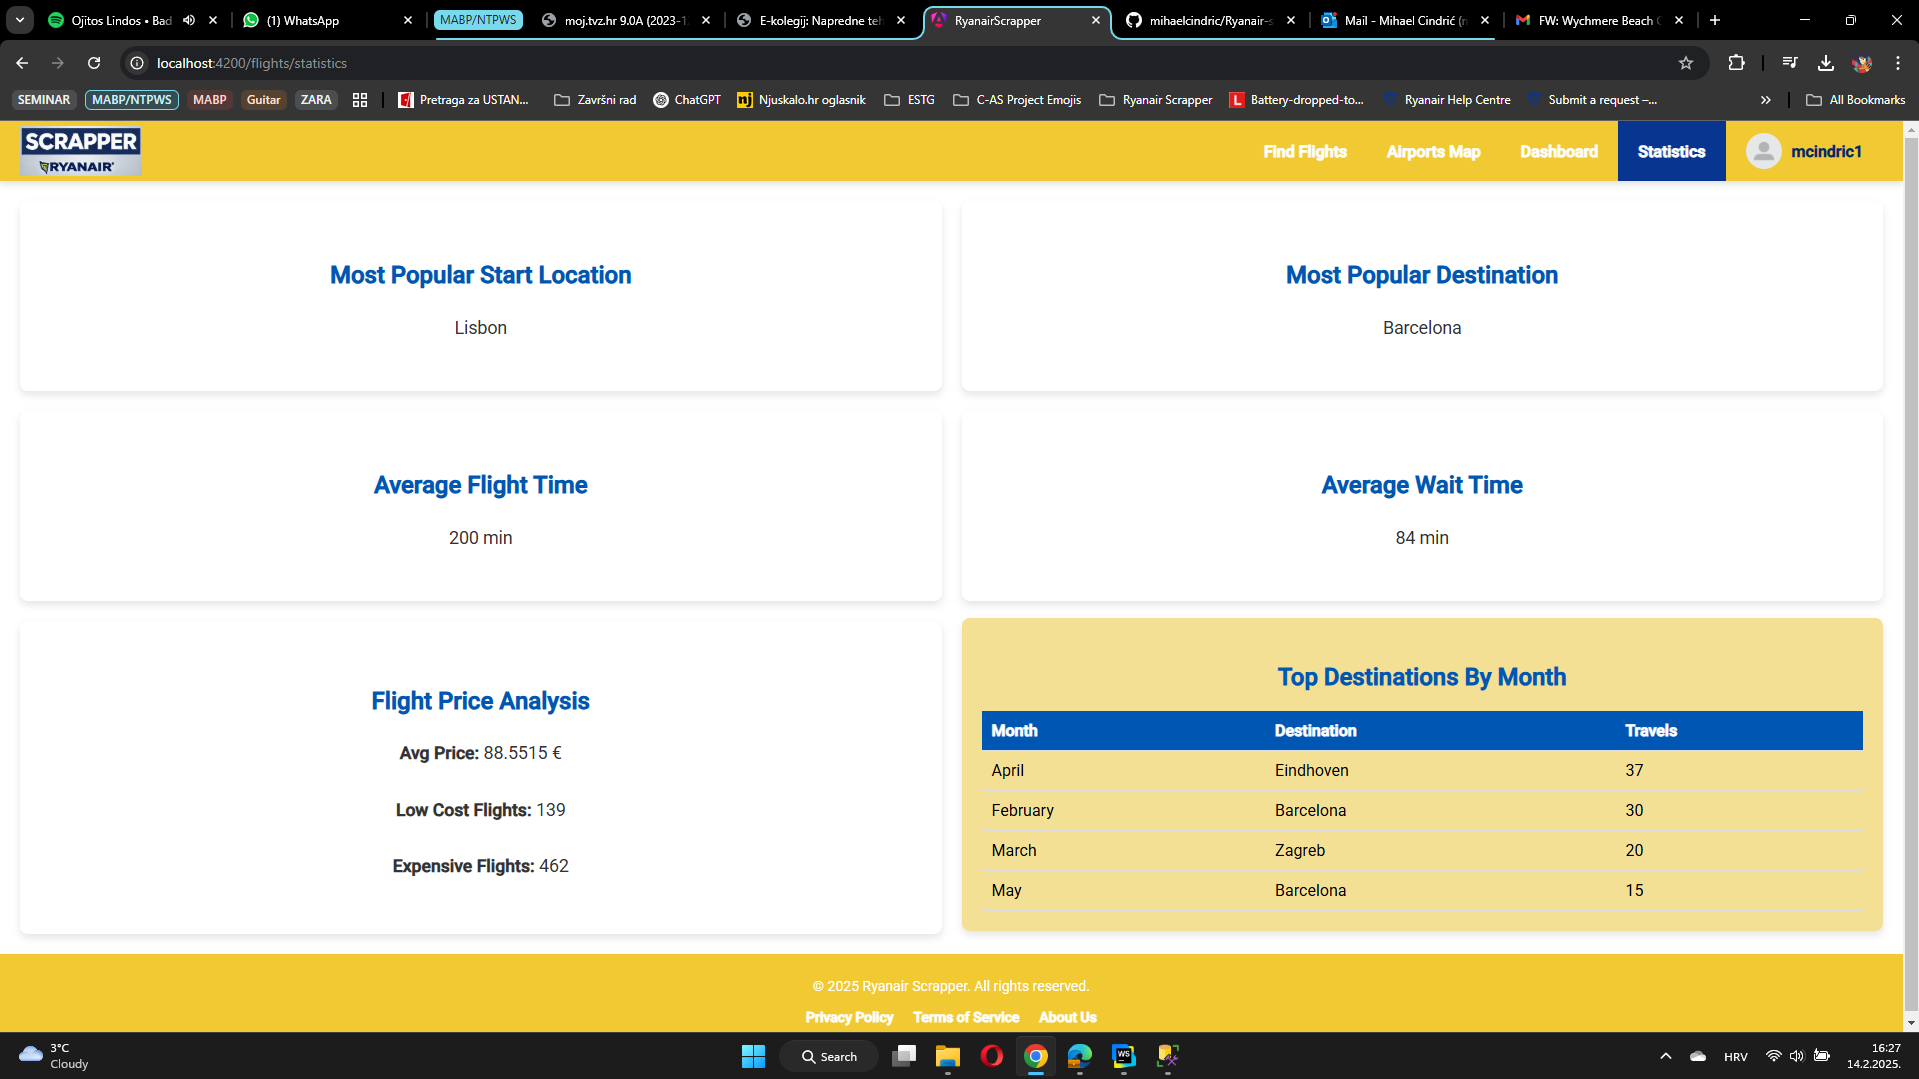 Ojitos Lindos • Bad
(1) WhatsApp
MABP/NTPWS
moj.tvz.hr 9.0A (2023-1
E-kolegij: Napredne teh
RyanairScrapper
mihaelcindric/Ryanair-s
Mail - Mihael Cindrić (m
FW: Wychmere Beach C
localhost:4200/flights/statistics
SEMINAR
MABP/NTPWS
MABP
Guitar
ZARA
Pretraga za USTAN...
Završni rad
ChatGPT
Njuskalo.hr oglasnik
ESTG
C-AS Project Emojis
Ryanair Scrapper
Battery-dropped-to...
Ryanair Help Centre
Submit a request –...
All Bookmarks
SCRAPPER
RYANAIR
Find Flights
Airports Map
Dashboard
Statistics
mcindric1
Most Popular Start Location
Lisbon
Most Popular Destination
Barcelona
Average Flight Time
200 min
Average Wait Time
84 min
Flight Price Analysis
Avg Price: 88.5515 €
Low Cost Flights: 139
Expensive Flights: 462
Top Destinations By Month
Month Destination Travels
April Eindhoven 37
February Barcelona 30
March Zagreb 20
May Barcelona 15
© 2025 Ryanair Scrapper. All rights reserved.
Privacy Policy Terms of Service About Us
3°C
Cloudy
Search
WS
HRV
16:27
14.2.2025.